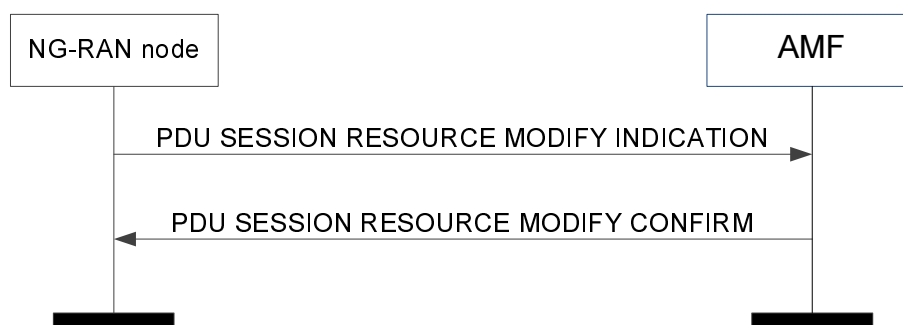 NG-RAN node
AMF
PDU SESSION RESOURCE MODIFY INDICATION
PDU SESSION RESOURCE MODIFY CONFIRM